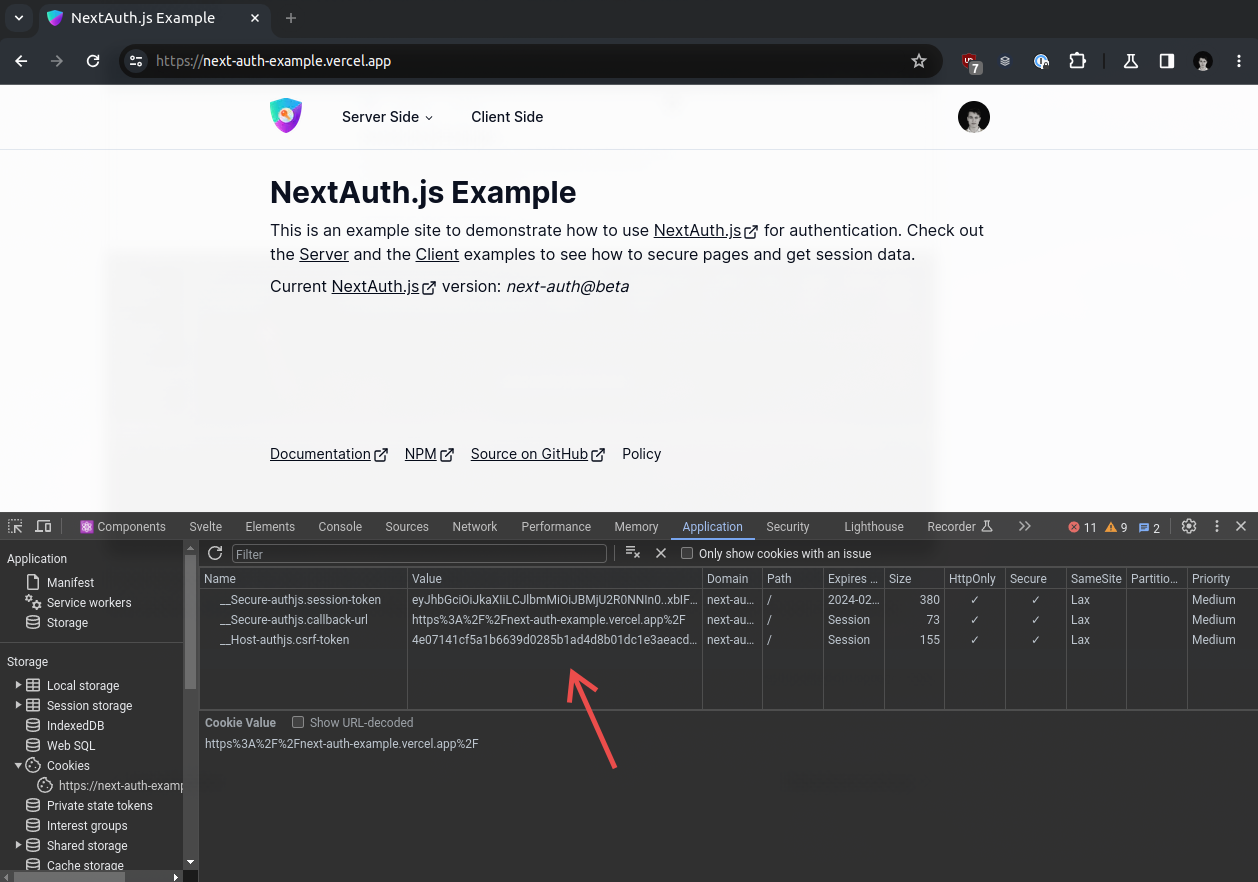 NextAuth.js Example
https://next-auth-example.vercel.app
7
Server Side
Client Side
NextAuth.js Example
This is an example site to demonstrate how to use NextAuth.js for authentication. Check out
the Server and the Client examples to see how to secure pages and get session data.
Current NextAuth.js version: next-auth@beta
Documentation NPM Source on GitHub Policy
Components Svelte Elements Console Sources Network Performance Memory Application Security Lighthouse Recorder 11 9 2
Application
Manifest
Service workers
Storage
Storage
Local storage
Session storage
IndexedDB
Web SQL
Cookies
https://next-auth-examp
Private state tokens
Interest groups
Shared storage
Cache storage
Filter
Only show cookies with an issue
Name Value Domain Path Expires ... Size HttpOnly Secure SameSite Partitio... Priority
__Secure-authjs.session-token eyJhbGciOiJkaXIiLCJlbmMiOiJBMjU2R0NNIn0..xbIF... next-au... / 2024-02... 380 ✓ ✓ Lax Medium
__Secure-authjs.callback-url https%3A%2F%2Fnext-auth-example.vercel.app%2F next-au... / Session 73 ✓ ✓ Lax Medium
__Host-authjs.csrf-token 4e07141cf5a1b6639d0285b1ad4d8b01dc1e3aeacd... next-au... / Session 155 ✓ ✓ Lax Medium
Cookie Value Show URL-decoded
https%3A%2F%2Fnext-auth-example.vercel.app%2F